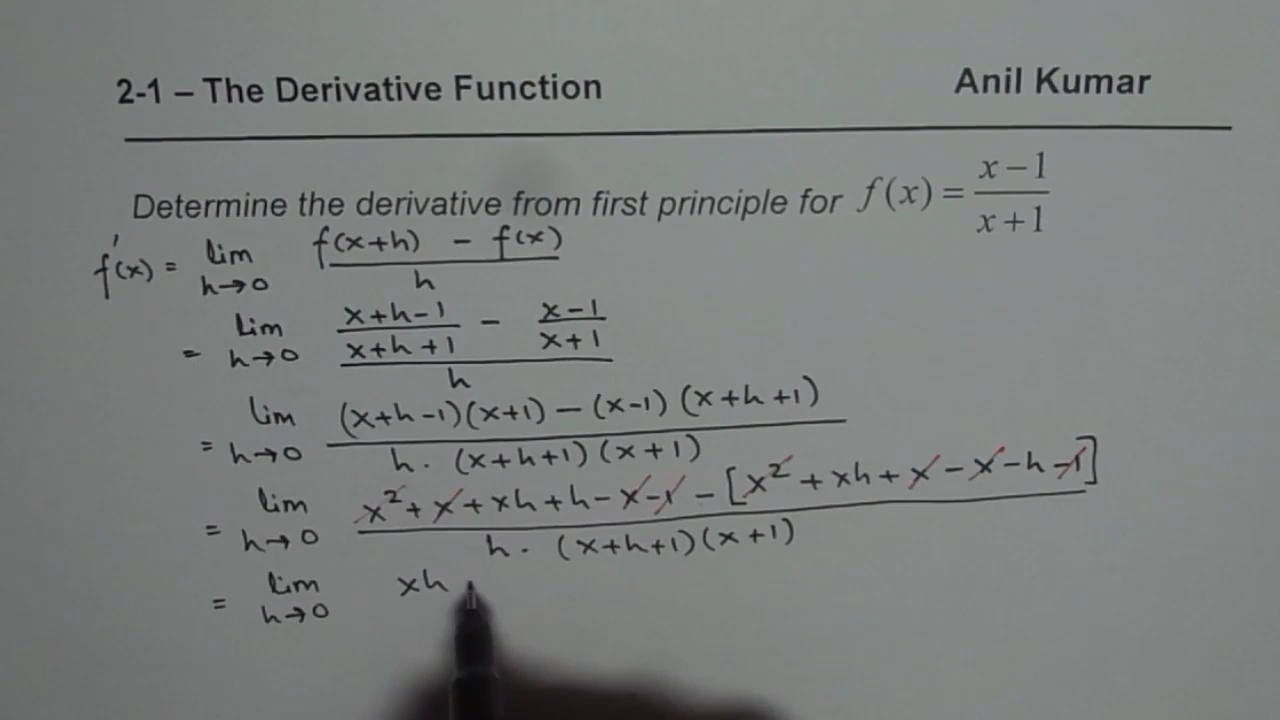 2-1 – The Derivative Function
Anil Kumar
Determine the derivative from first principle for f(x) = (x-1)/(x+1)
f'(x) = lim h→0 (f(x+h) - f(x))/h
= lim h→0 ((x+h-1)/(x+h+1) - (x-1)/(x+1))/h
= lim h→0 ((x+h-1)(x+1) - (x-1)(x+h+1))/(h·(x+h+1)(x+1))
= lim h→0 (x²+x+xh+h-x-1-[x²+xh+x-x-h-1])/(h·(x+h+1)(x+1))
= lim h→0 xh